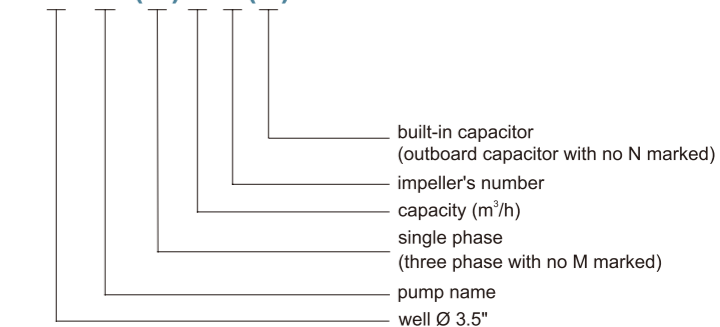 built-in capacitor
(outboard capacitor with no N marked)
impeller's number
capacity (m³/h)
single phase
(three phase with no M marked)
pump name
well Ø 3.5"